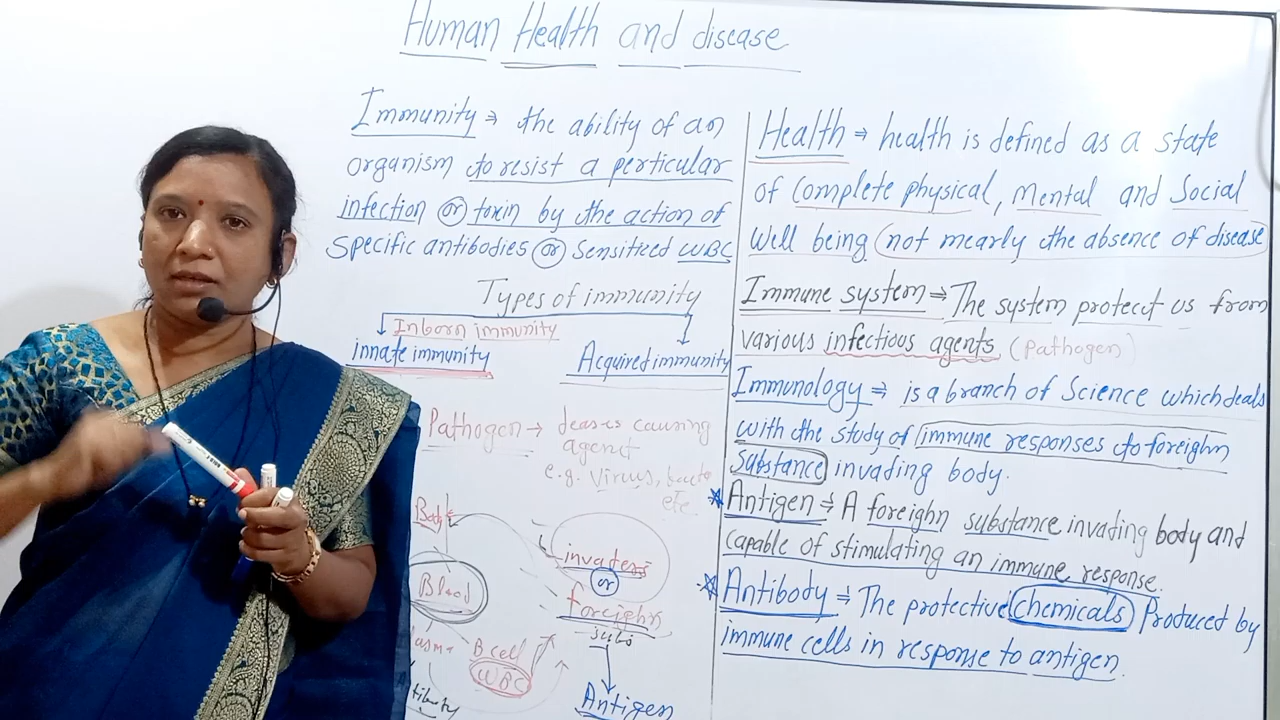 Human Health and disease
Immunity → the ability of an
organism to resist a perticular
infection or toxin by the action of
Specific antibodies or Sensitized WBC
Types of immunity
Inborn immunity
innate immunity
Acquired immunity
Pathogen →
causing
agent
e.g. Virus,
etc.
Body
Blood
B cell
WBC
invaders
or
foreighn
subs
Antigen
Health → health is defined as a state
of complete physical, Mental and Social
Well being (not mearly the absence of disease
Immune system → The system protect us from
various infectious agents (Pathogen)
Immunology → is a branch of Science which deals
with the study of immune responses to foreighn
Substance invading body.
Antigen → A foreighn substance invading body and
capable of stimulating an immune response.
Antibody → The protective chemicals Produced by
immune cells in response to antigen.